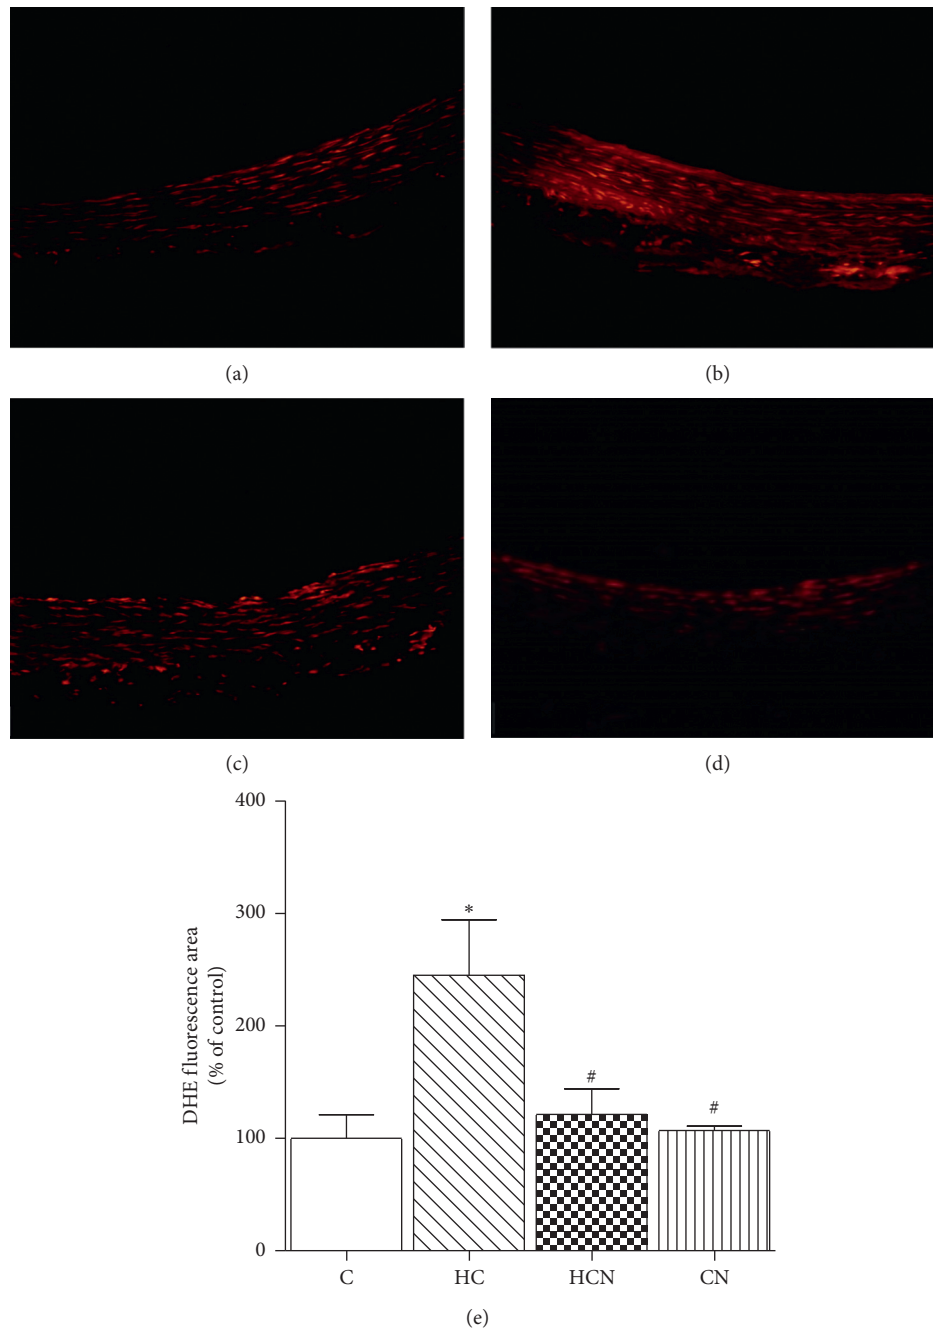 (a)
(b)
(c)
(d)
400
300
200
100
0
DHE fluorescence area
(% of control)
*
#
#
C
HC
HCN
CN
(e)